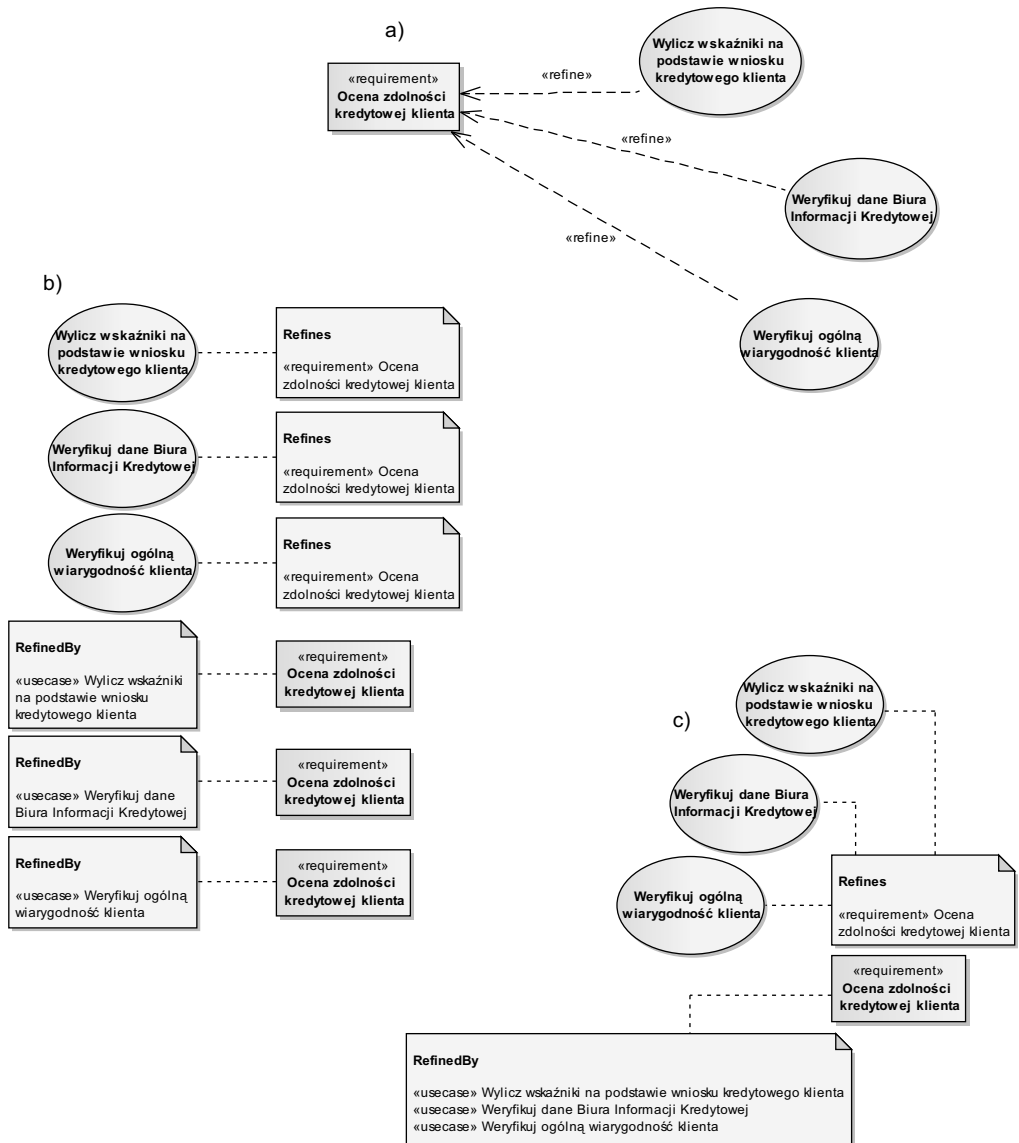 a)
«requirement»
Ocena zdolności
kredytowej klienta
«refine»
Wylicz wskaźniki na
podstawie wniosku
kredytowego klienta
«refine»
Weryfikuj dane Biura
Informacji Kredytowej
«refine»
Weryfikuj ogólną
wiarygodność klienta
b)
Wylicz wskaźniki na
podstawie wniosku
kredytowego klienta
Refines
«requirement» Ocena
zdolności kredytowej klienta
Weryfikuj dane Biura
Informacji Kredytowej
Refines
«requirement» Ocena
zdolności kredytowej klienta
Weryfikuj ogólną
wiarygodność klienta
Refines
«requirement» Ocena
zdolności kredytowej klienta
RefinedBy
«usecase» Wylicz wskaźniki
na podstawie wniosku
kredytowego klienta
«requirement»
Ocena zdolności
kredytowej klienta
RefinedBy
«usecase» Weryfikuj dane
Biura Informacji Kredytowej
«requirement»
Ocena zdolności
kredytowej klienta
RefinedBy
«usecase» Weryfikuj ogólną
wiarygodność klienta
«requirement»
Ocena zdolności
kredytowej klienta
c)
Wylicz wskaźniki na
podstawie wniosku
kredytowego klienta
Weryfikuj dane Biura
Informacji Kredytowej
Weryfikuj ogólną
wiarygodność klienta
Refines
«requirement» Ocena
zdolności kredytowej klienta
«requirement»
Ocena zdolności
kredytowej klienta
RefinedBy
«usecase» Wylicz wskaźniki na podstawie wniosku kredytowego klienta
«usecase» Weryfikuj dane Biura Informacji Kredytowej
«usecase» Weryfikuj ogólną wiarygodność klienta